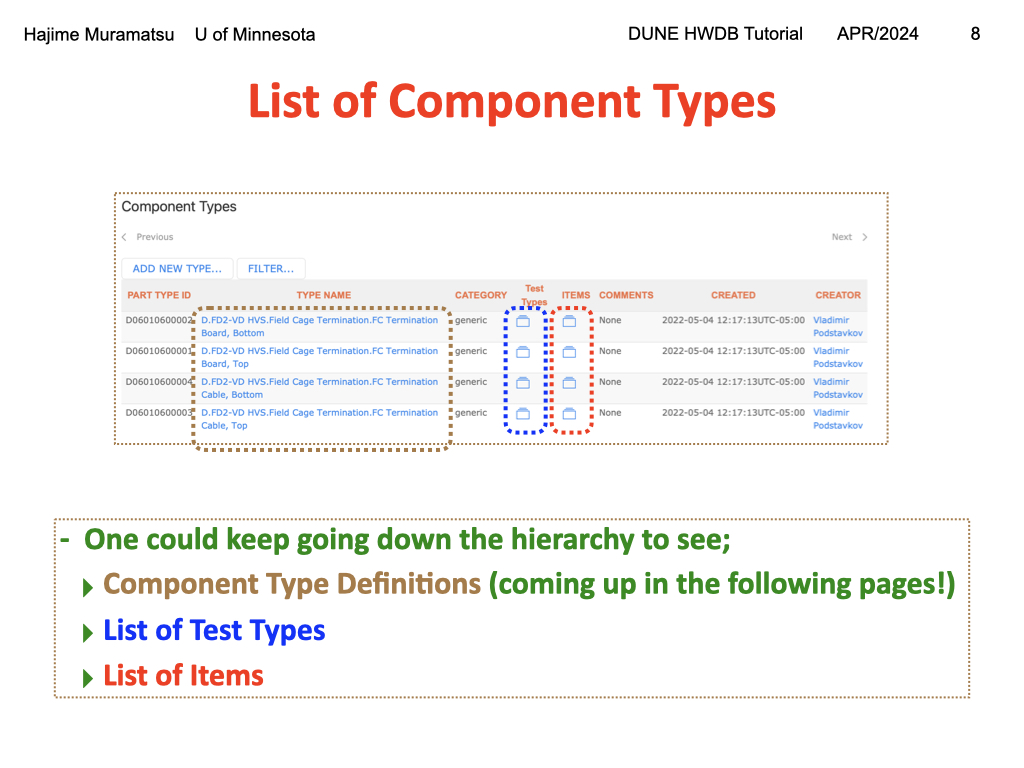 Hajime Muramatsu U of Minnesota DUNE HWDB Tutorial APR/2024 8
List of Component Types
Component Types
Previous Next
ADD NEW TYPE... FILTER...
PART TYPE ID TYPE NAME CATEGORY Test Types ITEMS COMMENTS CREATED CREATOR
D06010600002 D.FD2-VD HVS.Field Cage Termination.FC Termination generic None 2022-05-04 12:17:13UTC-05:00 Vladimir
Board, Bottom Podstavkov
D06010600001 D.FD2-VD HVS.Field Cage Termination.FC Termination generic None 2022-05-04 12:17:13UTC-05:00 Vladimir
Board, Top Podstavkov
D06010600004 D.FD2-VD HVS.Field Cage Termination.FC Termination generic None 2022-05-04 12:17:13UTC-05:00 Vladimir
Cable, Bottom Podstavkov
D06010600003 D.FD2-VD HVS.Field Cage Termination.FC Termination generic None 2022-05-04 12:17:13UTC-05:00 Vladimir
Cable, Top Podstavkov
- One could keep going down the hierarchy to see;
Component Type Definitions (coming up in the following pages!)
List of Test Types
List of Items